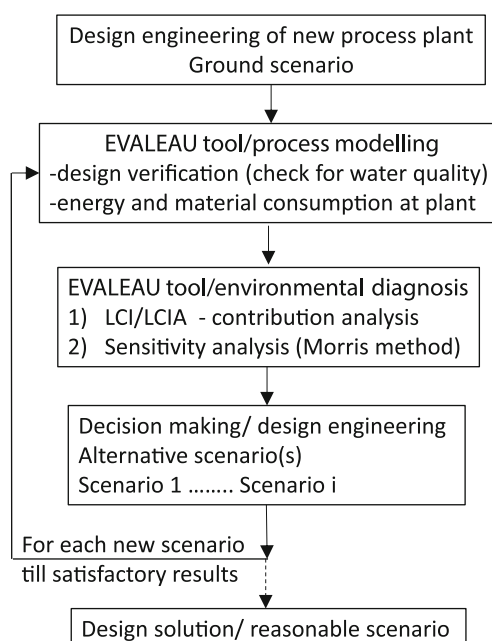 Design engineering of new process plant
Ground scenario
EVALEAU tool/process modelling
-design verification (check for water quality)
-energy and material consumption at plant
EVALEAU tool/environmental diagnosis
1) LCI/LCIA - contribution analysis
2) Sensitivity analysis (Morris method)
Decision making/ design engineering
Alternative scenario(s)
Scenario 1 …….. Scenario i
For each new scenario
till satisfactory results
Design solution/ reasonable scenario